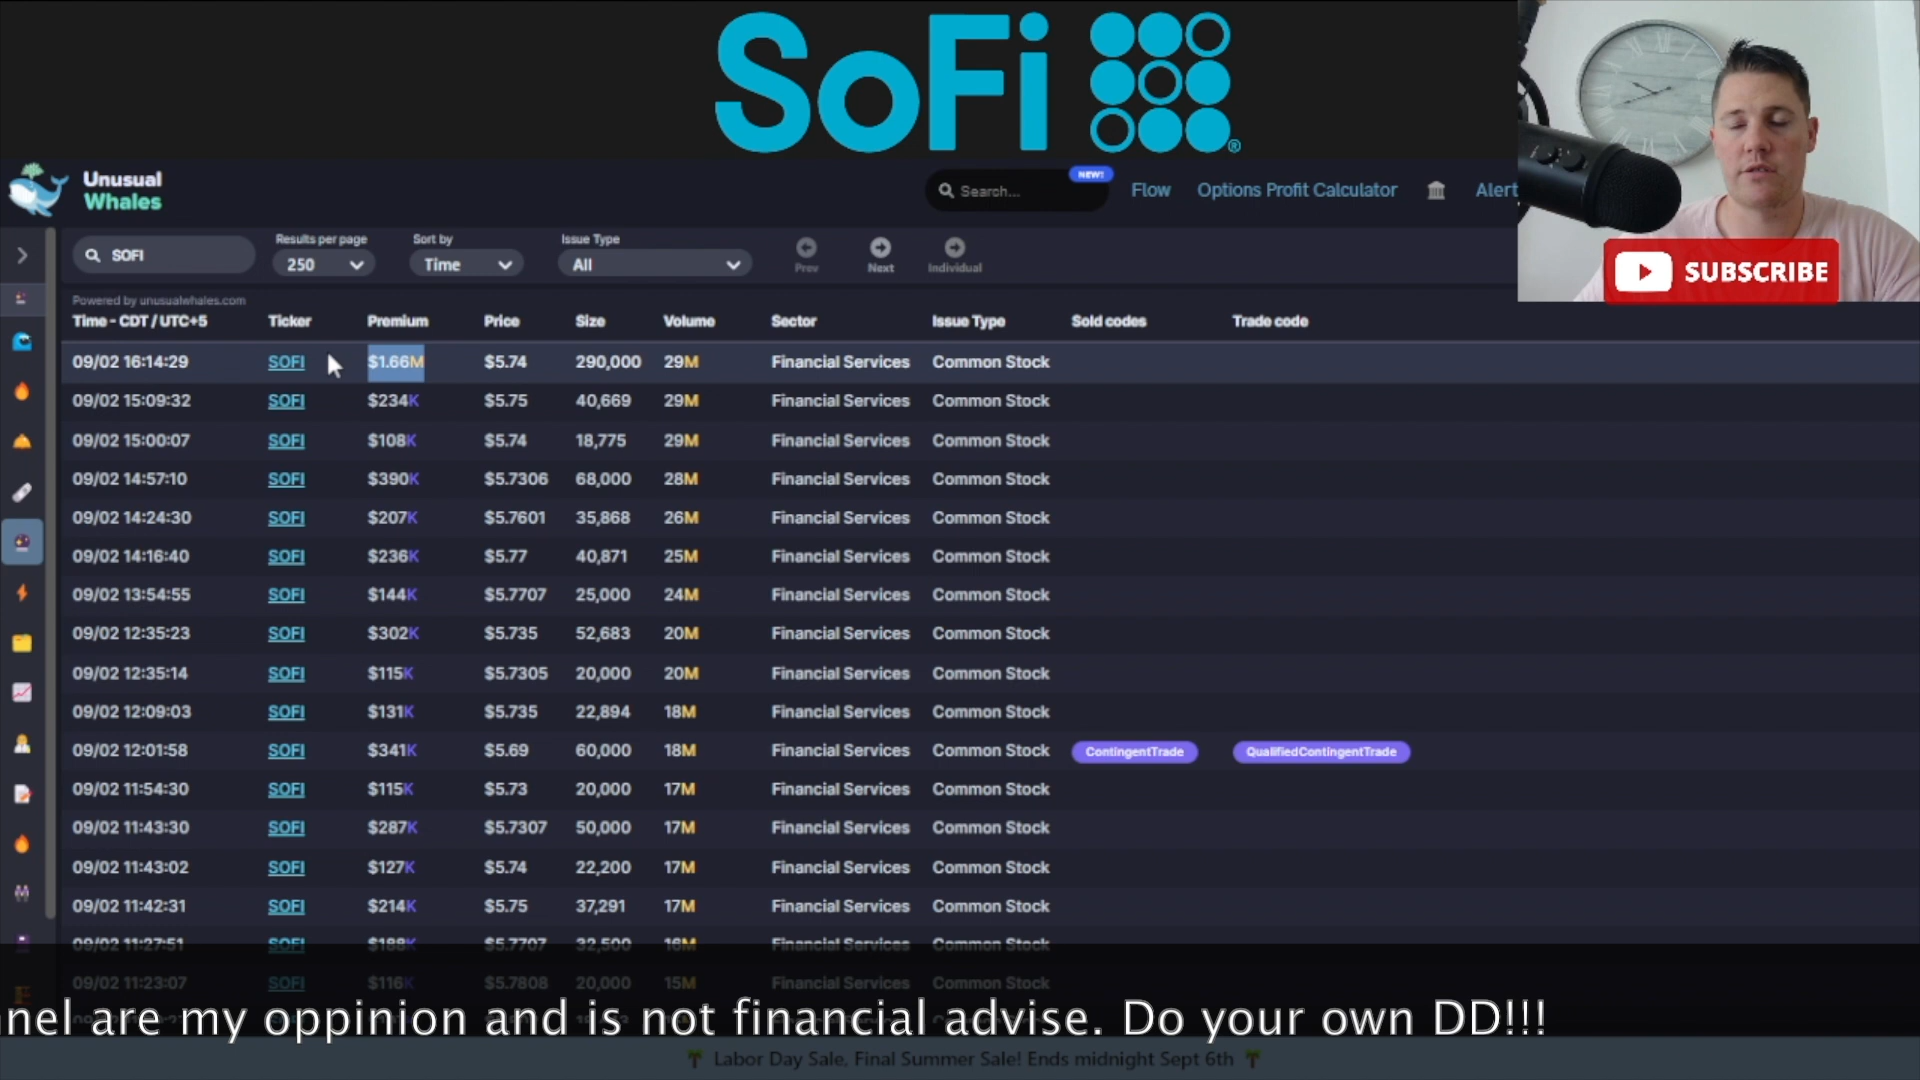 SoFi ®
Unusual Whales
Search...
NEW!
Flow
Options Profit Calculator
Alert
SUBSCRIBE
SOFI
Results per page
250
Sort by
Time
Issue Type
All
Prev
Next
Individual
Powered by unusualwhales.com
Time - CDT / UTC+5 Ticker Premium Price Size Volume Sector Issue Type Sold codes Trade code
09/02 16:14:29 SOFI $1.66M $5.74 290,000 29M Financial Services Common Stock
09/02 15:09:32 SOFI $234K $5.75 40,669 29M Financial Services Common Stock
09/02 15:00:07 SOFI $108K $5.74 18,775 29M Financial Services Common Stock
09/02 14:57:10 SOFI $390K $5.7306 68,000 28M Financial Services Common Stock
09/02 14:24:30 SOFI $207K $5.7601 35,868 26M Financial Services Common Stock
09/02 14:16:40 SOFI $236K $5.77 40,871 25M Financial Services Common Stock
09/02 13:54:55 SOFI $144K $5.7707 25,000 24M Financial Services Common Stock
09/02 12:35:23 SOFI $302K $5.735 52,683 20M Financial Services Common Stock
09/02 12:35:14 SOFI $115K $5.7305 20,000 20M Financial Services Common Stock
09/02 12:09:03 SOFI $131K $5.735 22,894 18M Financial Services Common Stock
09/02 12:01:58 SOFI $341K $5.69 60,000 18M Financial Services Common Stock ContingentTrade QualifiedContingentTrade
09/02 11:54:30 SOFI $115K $5.73 20,000 17M Financial Services Common Stock
09/02 11:43:30 SOFI $287K $5.7307 50,000 17M Financial Services Common Stock
09/02 11:43:02 SOFI $127K $5.74 22,200 17M Financial Services Common Stock
09/02 11:42:31 SOFI $214K $5.75 37,291 17M Financial Services Common Stock
09/02 11:27:51 SOFI $188K $5.7707 32,500 16M Financial Services Common Stock
09/02 11:23:07 SOFI $116K $5.7808 20,000 15M Financial Services Common Stock
nel are my oppinion and is not financial advise. Do your own DD!!!
Labor Day Sale, Final Summer Sale! Ends midnight Sept 6th